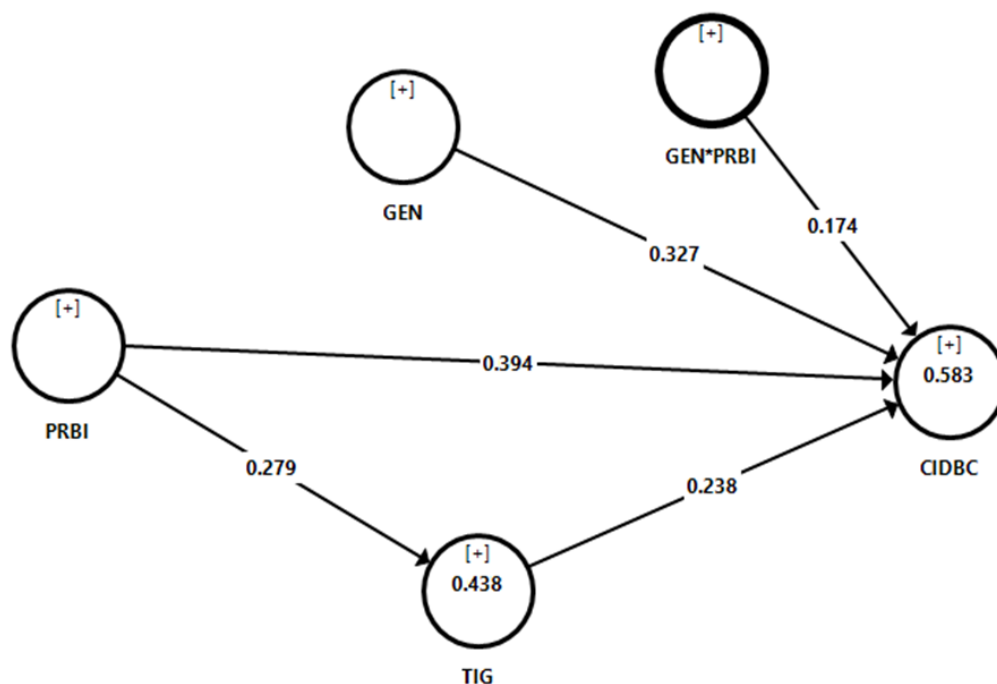 [+]
GEN*PRBI
[+]
GEN
0.174
0.327
[+]
PRBI
0.394
[+]
0.583
CIDBC
0.279
0.238
[+]
0.438
TIG